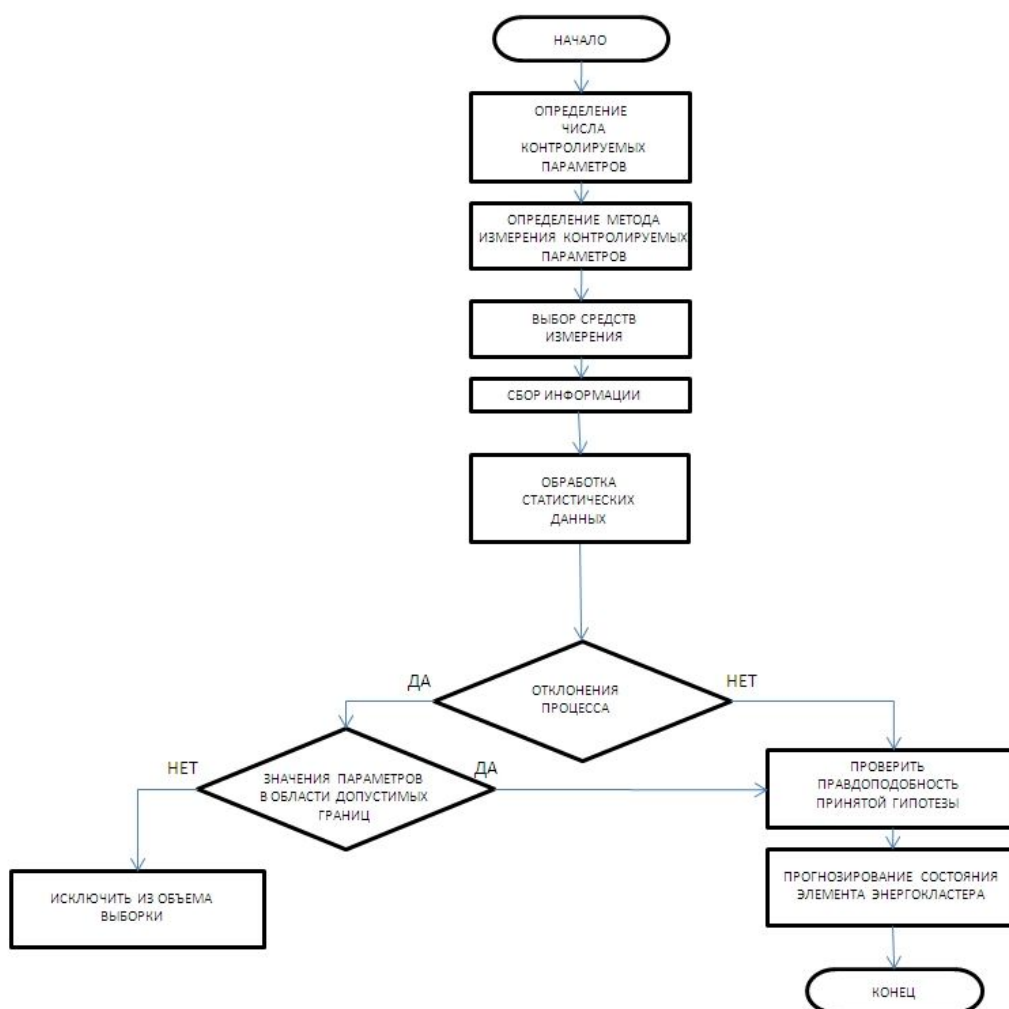 НАЧАЛО
ОПРЕДЕЛЕНИЕ
ЧИСЛА
КОНТРОЛИРУЕМЫХ
ПАРАМЕТРОВ
ОПРЕДЕЛЕНИЕ МЕТОДА
ИЗМЕРЕНИЯ КОНТРОЛИРУЕМЫХ
ПАРАМЕТРОВ
ВЫБОР СРЕДСТВ
ИЗМЕРЕНИЯ
СБОР ИНФОРМАЦИИ
ОБРАБОТКА
СТАТИСТИЧЕСКИХ
ДАННЫХ
ДА
ОТКЛОНЕНИЯ
ПРОЦЕССА
НЕТ
НЕТ
ЗНАЧЕНИЯ ПАРАМЕТРОВ
В ОБЛАСТИ ДОПУСТИМЫХ
ГРАНИЦ
ДА
ПРОВЕРИТЬ
ПРАВДОПОДОБНОСТЬ
ПРИНЯТОЙ ГИПОТЕЗЫ
ИСКЛЮЧИТЬ ИЗ ОБЪЕМА
ВЫБОРКИ
ПРОГНОЗИРОВАНИЕ СОСТОЯНИЯ
ЭЛЕМЕНТА ЭНЕРГОКЛАСТЕРА
КОНЕЦ